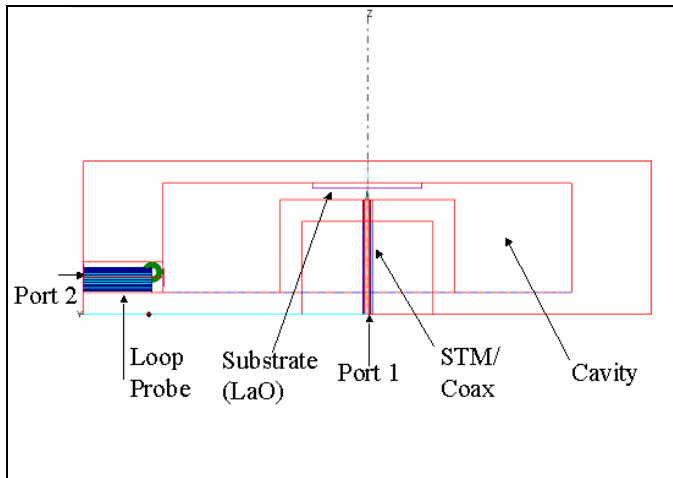 Z
Y
Port 2
Loop
Probe
Substrate
(LaO)
Port 1
STM/
Coax
Cavity